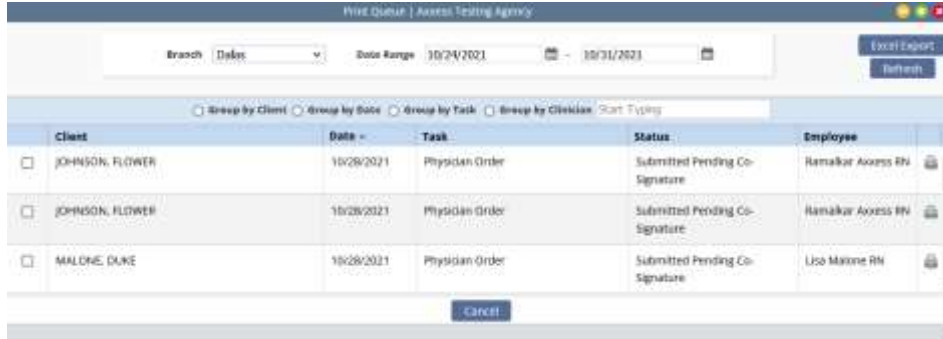 Print Queue | Axxess Testing Agency
Branch Dallas Date Range 10/24/2021 - 10/31/2021 Excel Export
Refresh
Group by Client Group by Date Group by Task Group by Clinician Start Typing
Client Date Task Status Employee
JOHNSON, FLOWER 10/28/2021 Physician Order Submitted Pending Co-Signature Ramalkar Axxess RN
JOHNSON, FLOWER 10/28/2021 Physician Order Submitted Pending Co-Signature Ramalkar Axxess RN
MALONE, DUKE 10/28/2021 Physician Order Submitted Pending Co-Signature Lisa Malone RN
Cancel